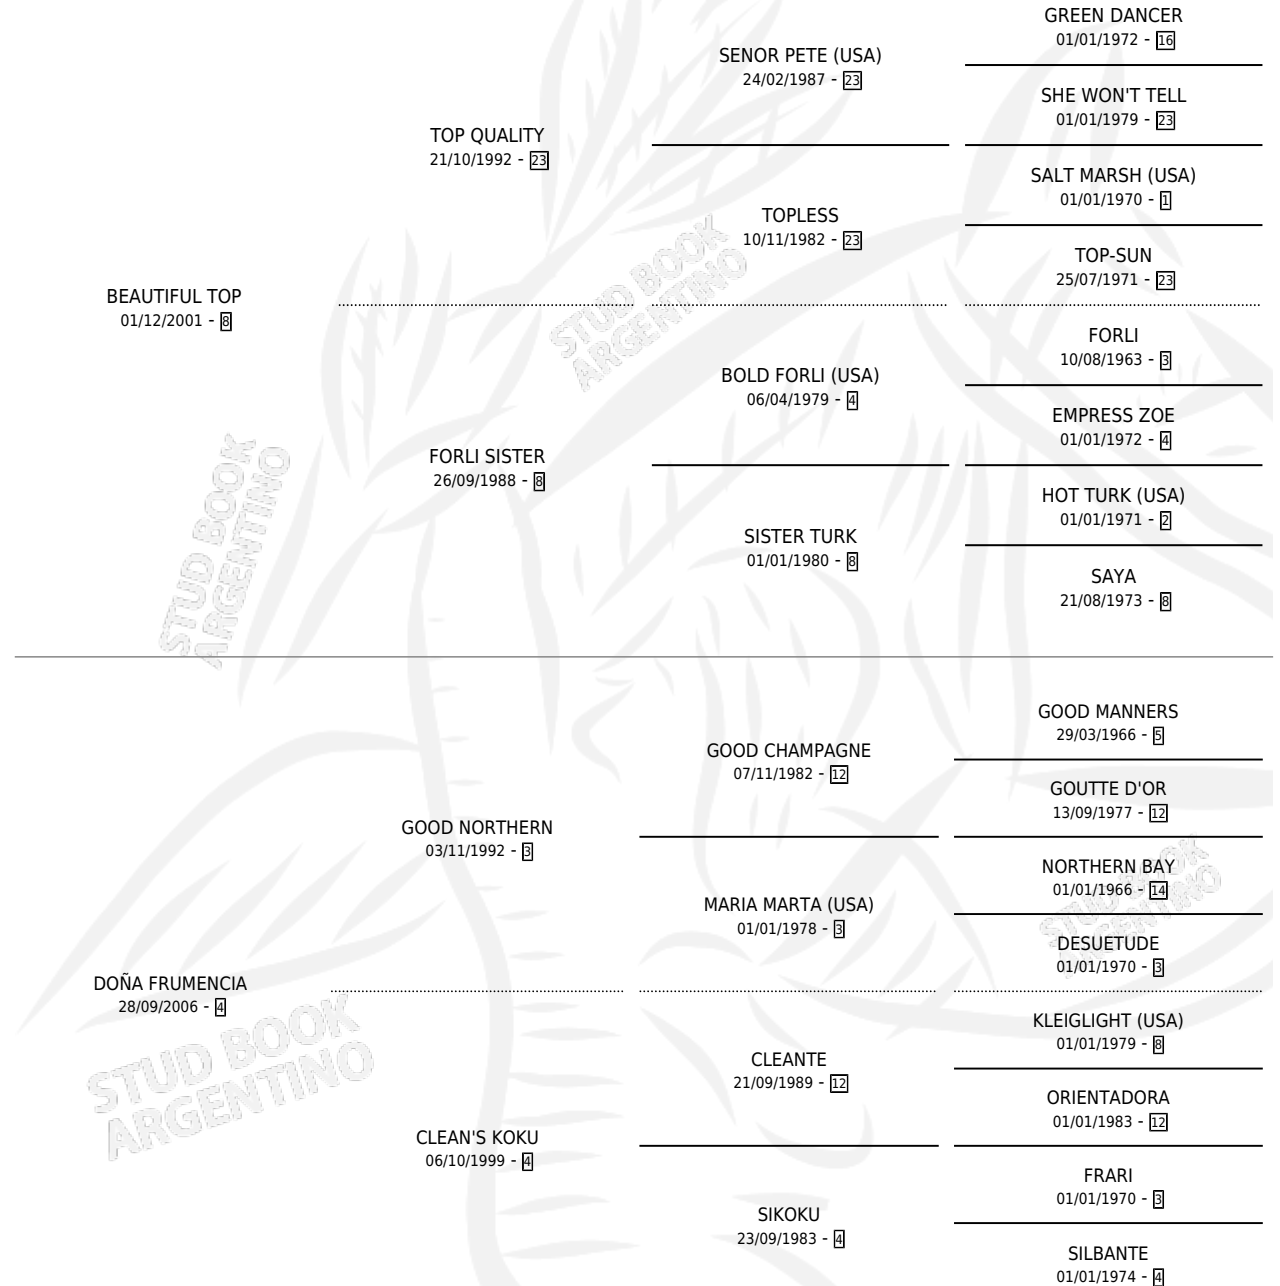 GREEN DANCER
01/01/1972 - 16
SENOR PETE (USA)
24/02/1987 - 23
SHE WON'T TELL
01/01/1979 - 23
TOP QUALITY
21/10/1992 - 23
SALT MARSH (USA)
01/01/1970 - 1
TOPLESS
10/11/1982 - 23
TOP-SUN
25/07/1971 - 23
BEAUTIFUL TOP
01/12/2001 - 8
STUD BOOK
ARGENTINO
FORLI
10/08/1963 - 3
BOLD FORLI (USA)
06/04/1979 - 4
EMPRESS ZOE
01/01/1972 - 4
FORLI SISTER
26/09/1988 - 8
HOT TURK (USA)
01/01/1971 - 2
SISTER TURK
01/01/1980 - 8
SAYA
21/08/1973 - 8
STUD BOOK
ARGENTINO
GOOD MANNERS
29/03/1966 - 5
GOOD CHAMPAGNE
07/11/1982 - 12
GOUTTE D'OR
13/09/1977 - 12
GOOD NORTHERN
03/11/1992 - 3
NORTHERN BAY
01/01/1966 - 14
MARIA MARTA (USA)
01/01/1978 - 3
DESUETUDE
01/01/1970 - 3
STUD BOOK
ARGENTINO
DOÑA FRUMENCIA
28/09/2006 - 4
KLEIGLIGHT (USA)
01/01/1979 - 8
CLEANTE
21/09/1989 - 12
ORIENTADORA
01/01/1983 - 12
STUD BOOK
ARGENTINO
CLEAN'S KOKU
06/10/1999 - 4
FRARI
01/01/1970 - 3
SIKOKU
23/09/1983 - 4
SILBANTE
01/01/1974 - 4